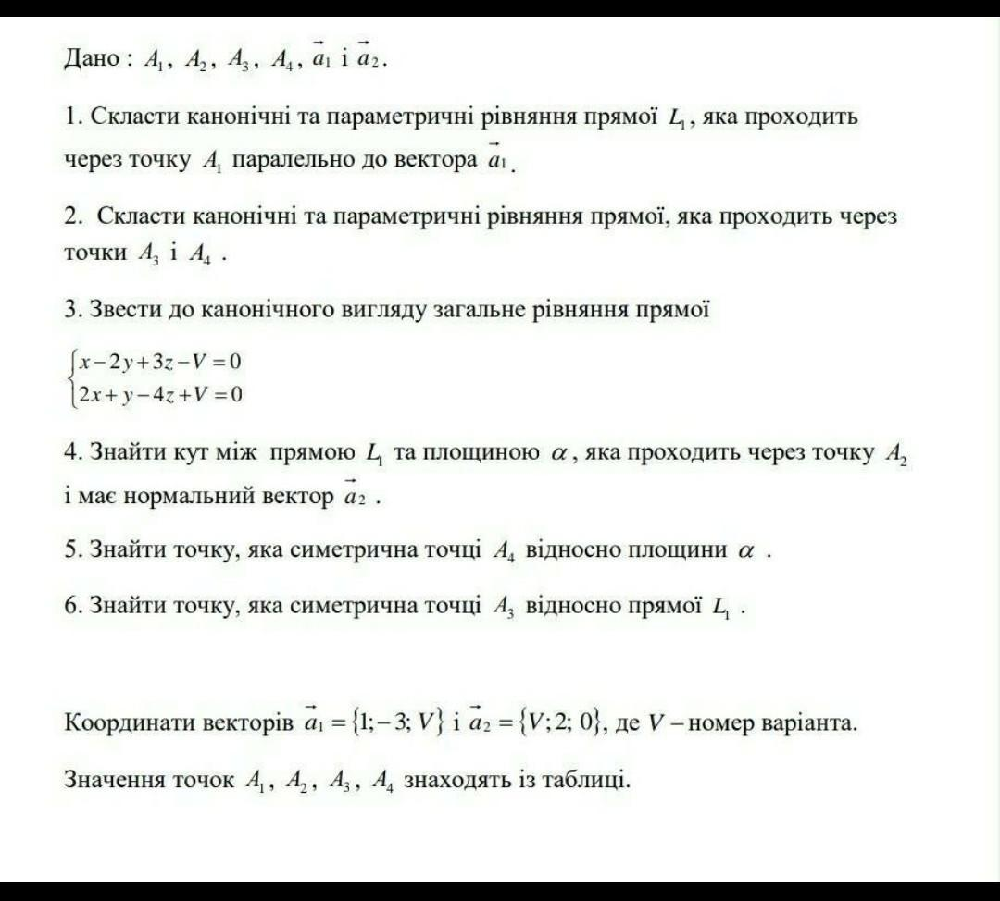 Дано : A₁, A₂, A₃, A₄, a⃗₁ і a⃗₂.
1. Скласти канонічні та параметричні рівняння прямої L₁, яка проходить
через точку A₁ паралельно до вектора a⃗₁.
2. Скласти канонічні та параметричні рівняння прямої, яка проходить через
точки A₃ і A₄ .
3. Звести до канонічного вигляду загальне рівняння прямої
{x−2y+3z−V=0
2x+y−4z+V=0
4. Знайти кут між прямою L₁ та площиною α, яка проходить через точку A₂
і має нормальний вектор a⃗₂ .
5. Знайти точку, яка симетрична точці A₄ відносно площини α .
6. Знайти точку, яка симетрична точці A₃ відносно прямої L₁ .
Координати векторів a⃗₁ = {1;−3; V} і a⃗₂ = {V;2; 0}, де V – номер варіанта.
Значення точок A₁, A₂, A₃, A₄ знаходять із таблиці.